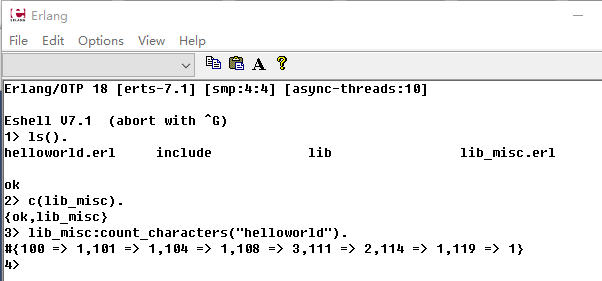 Erlang
File Edit Options View Help
Erlang/OTP 18 [erts-7.1] [smp:4:4] [async-threads:10]
Eshell V7.1 (abort with ^G)
1> ls().
helloworld.erl include lib lib_misc.erl
ok
2> c(lib_misc).
{ok,lib_misc}
3> lib_misc:count_characters("helloworld").
#{100 => 1,101 => 1,104 => 1,108 => 3,111 => 2,114 => 1,119 => 1}
4>